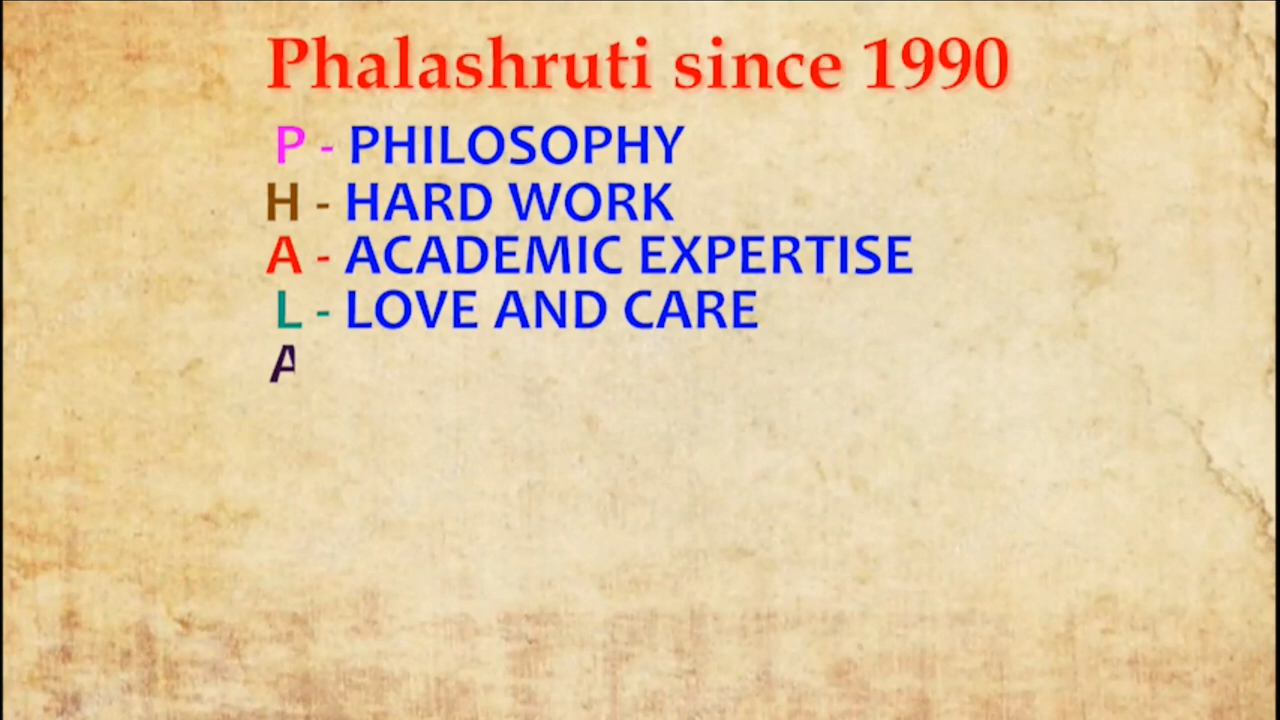 Phalashruti since 1990
P - PHILOSOPHY
H - HARD WORK
A - ACADEMIC EXPERTISE
L - LOVE AND CARE
A